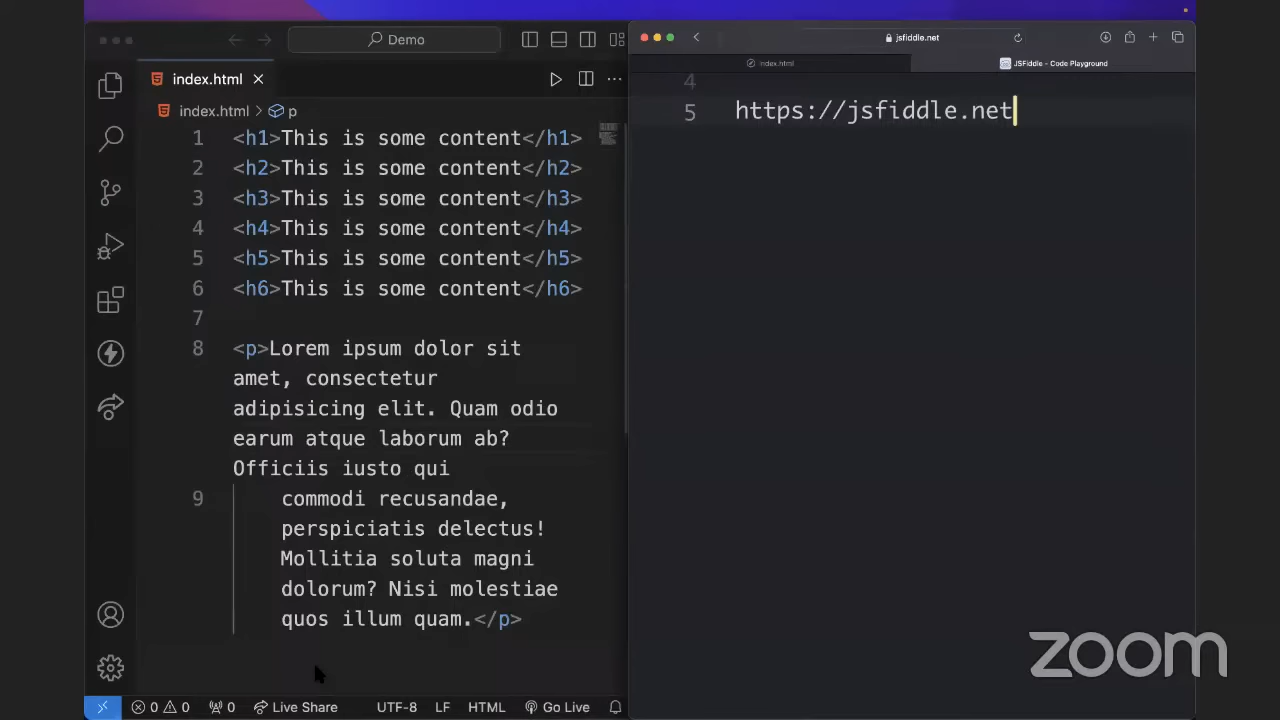 Demo
jsfiddle.net
index.html
index.html
JSFiddle - Code Playground
index.html > p
1 <h1>This is some content</h1>
2 <h2>This is some content</h2>
3 <h3>This is some content</h3>
4 <h4>This is some content</h4>
5 <h5>This is some content</h5>
6 <h6>This is some content</h6>
7
8 <p>Lorem ipsum dolor sit
amet, consectetur
adipisicing elit. Quam odio
earum atque laborum ab?
Officiis iusto qui
9 commodi recusandae,
perspiciatis delectus!
Mollitia soluta magni
dolorum? Nisi molestiae
quos illum quam.</p>
4
5 https://jsfiddle.net
0 0 0 Live Share UTF-8 LF HTML Go Live
zoom